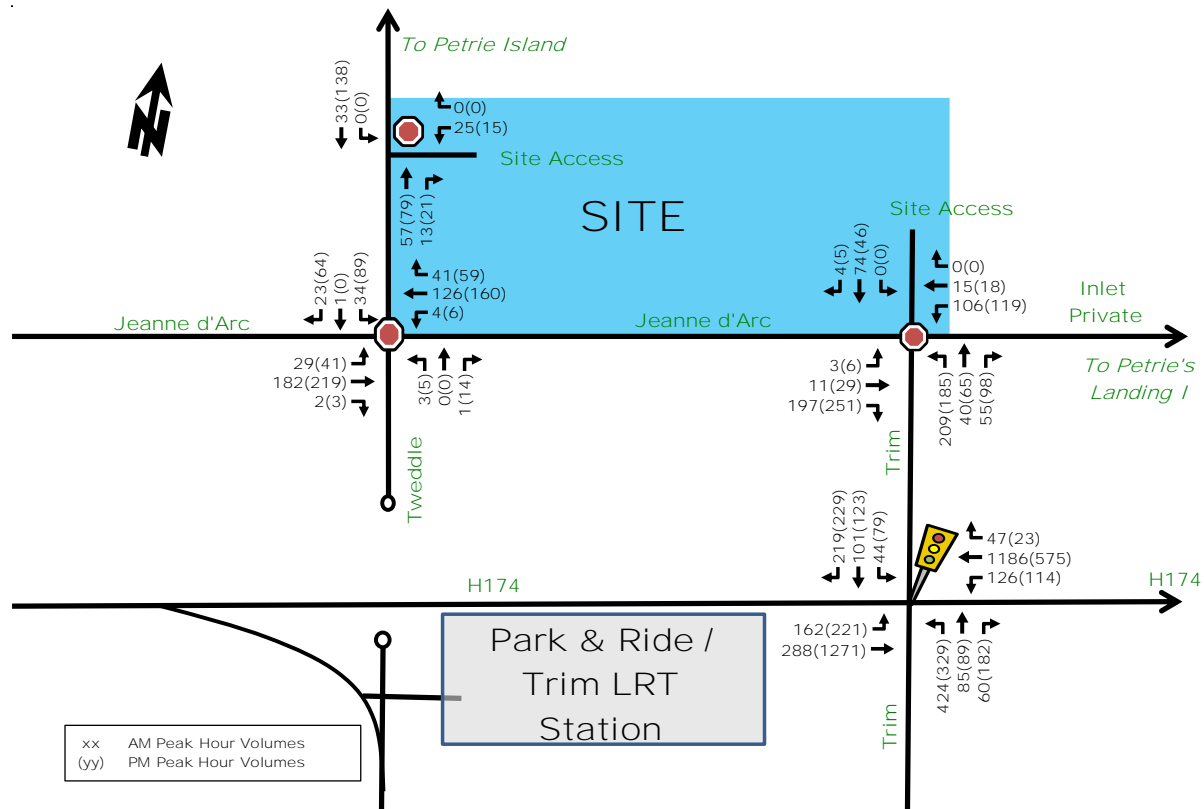 To Petrie Island
33(138)
0(0)
0(0)
25(15)
Site Access
57(79)
13(21)
SITE
Site Access
23(64)
1(0)
34(89)
41(59)
126(160)
4(6)
4(5)
74(46)
0(0)
0(0)
15(18)
106(119)
Inlet
Private
Jeanne d'Arc
Jeanne d'Arc
29(41)
182(219)
2(3)
3(5)
0(0)
1(14)
3(6)
11(29)
197(251)
209(185)
40(65)
55(98)
To Petrie's
Landing I
Tweddle
Trim
219(229)
101(123)
44(79)
47(23)
1186(575)
126(114)
H174
H174
162(221)
288(1271)
424(329)
85(89)
60(182)
Park & Ride /
Trim LRT
Station
Trim
xx AM Peak Hour Volumes
(yy) PM Peak Hour Volumes
N